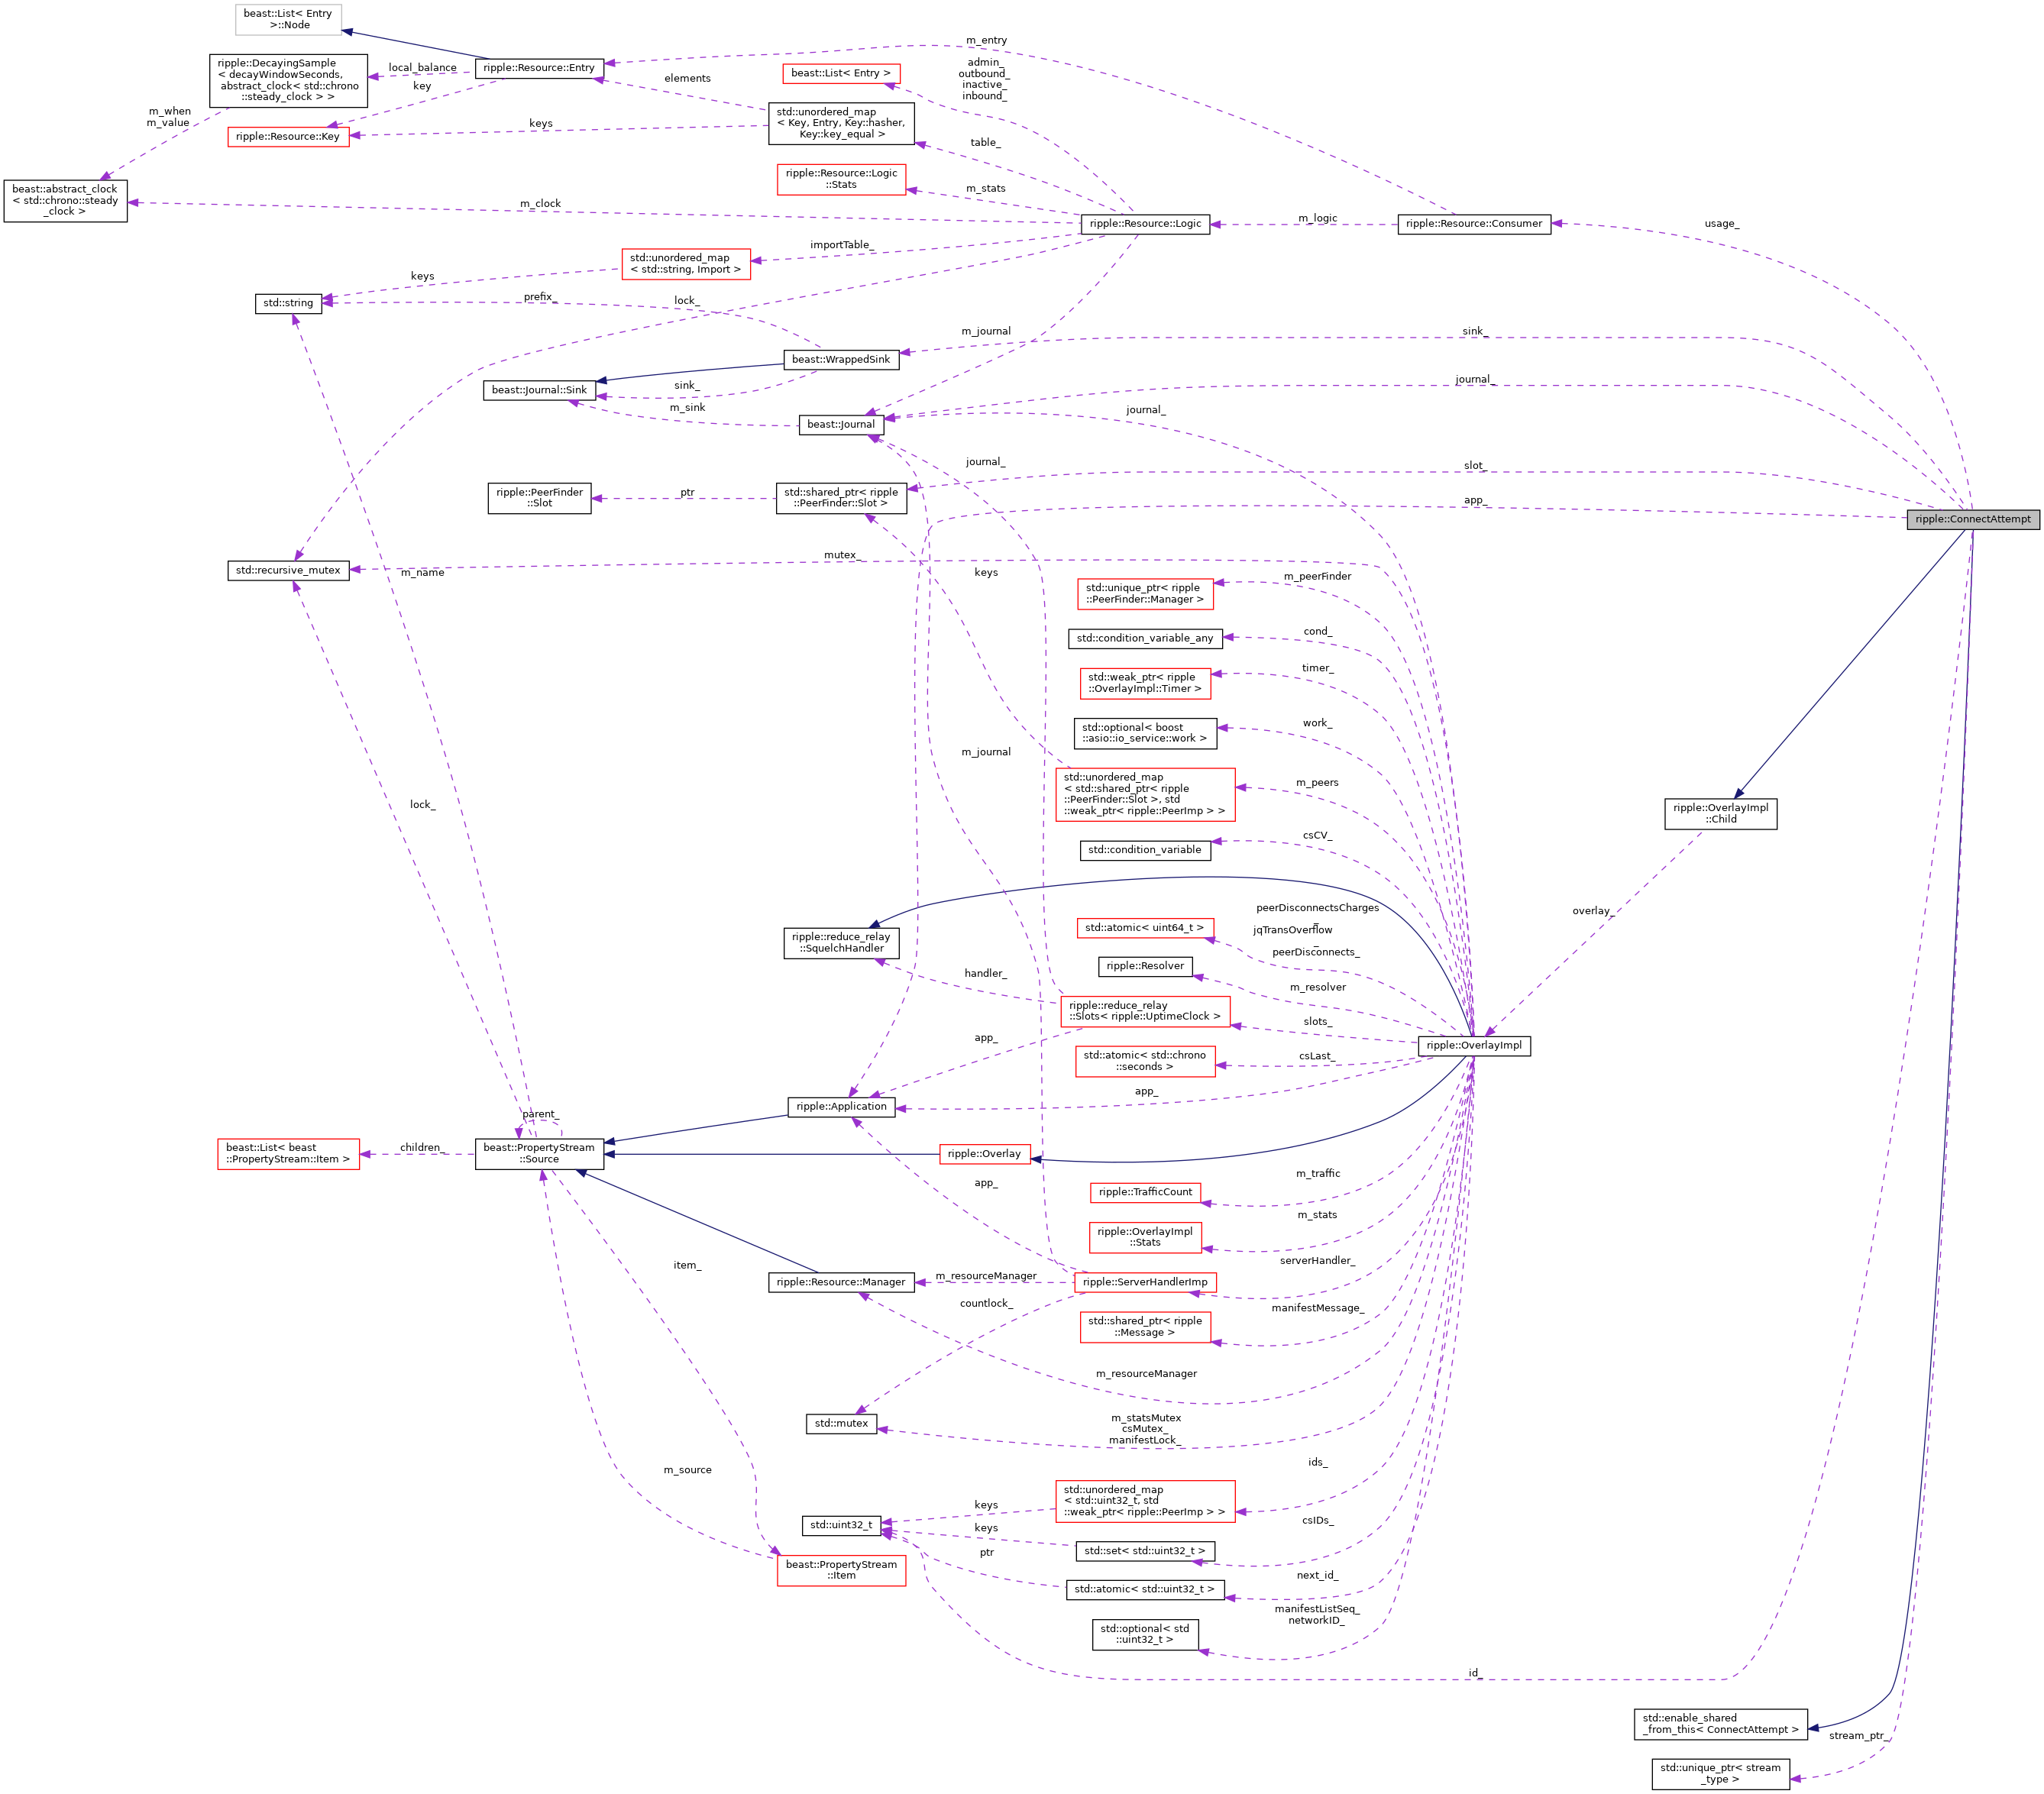 beast::List< Entry
>::Node
m_entry
ripple::DecayingSample
< decayWindowSeconds,
abstract_clock< std::chrono
::steady_clock > >
local_balance
ripple::Resource::Entry
key
elements
beast::List< Entry >
admin_
outbound_
inactive_
inbound_
m_when
m_value
ripple::Resource::Key
keys
std::unordered_map
< Key, Entry, Key::hasher,
Key::key_equal >
table_
ripple::Resource::Logic
::Stats
m_stats
beast::abstract_clock
< std::chrono::steady
_clock >
m_clock
ripple::Resource::Logic
m_logic
ripple::Resource::Consumer
usage_
importTable_
std::unordered_map
< std::string, Import >
keys
std::string
prefix_
lock_
m_journal
sink_
beast::WrappedSink
beast::Journal::Sink
sink_
journal_
m_sink
beast::Journal
journal_
journal_
slot_
ripple::PeerFinder
::Slot
ptr
std::shared_ptr< ripple
::PeerFinder::Slot >
app_
ripple::ConnectAttempt
std::recursive_mutex
m_name
mutex_
keys
m_peerFinder
std::unique_ptr< ripple
::PeerFinder::Manager >
cond_
std::condition_variable_any
timer_
std::weak_ptr< ripple
::OverlayImpl::Timer >
work_
std::optional< boost
::asio::io_service::work >
m_journal
m_peers
std::unordered_map
< std::shared_ptr< ripple
::PeerFinder::Slot >, std
::weak_ptr< ripple::PeerImp > >
lock_
ripple::OverlayImpl
::Child
csCV_
std::condition_variable
overlay_
peerDisconnectsCharges
_
jqTransOverflow
_
peerDisconnects_
std::atomic< uint64_t >
ripple::reduce_relay
::SquelchHandler
ripple::Resolver
handler_
m_resolver
ripple::reduce_relay
::Slots< ripple::UptimeClock >
slots_
app_
ripple::OverlayImpl
std::atomic< std::chrono
::seconds >
csLast_
app_
ripple::Application
parent_
beast::List< beast
::PropertyStream::Item >
children_
beast::PropertyStream
::Source
ripple::Overlay
app_
m_traffic
ripple::TrafficCount
m_stats
ripple::OverlayImpl
::Stats
item_
serverHandler_
ripple::Resource::Manager
m_resourceManager
ripple::ServerHandlerImp
countlock_
manifestMessage_
std::shared_ptr< ripple
::Message >
m_resourceManager
std::mutex
m_statsMutex
csMutex_
manifestLock_
m_source
ids_
std::unordered_map
< std::uint32_t, std
::weak_ptr< ripple::PeerImp > >
keys
std::uint32_t
keys
csIDs_
std::set< std::uint32_t >
ptr
beast::PropertyStream
::Item
next_id_
std::atomic< std::uint32_t >
manifestListSeq_
networkID_
std::optional< std
::uint32_t >
id_
std::enable_shared
_from_this< ConnectAttempt >
stream_ptr_
std::unique_ptr< stream
_type >